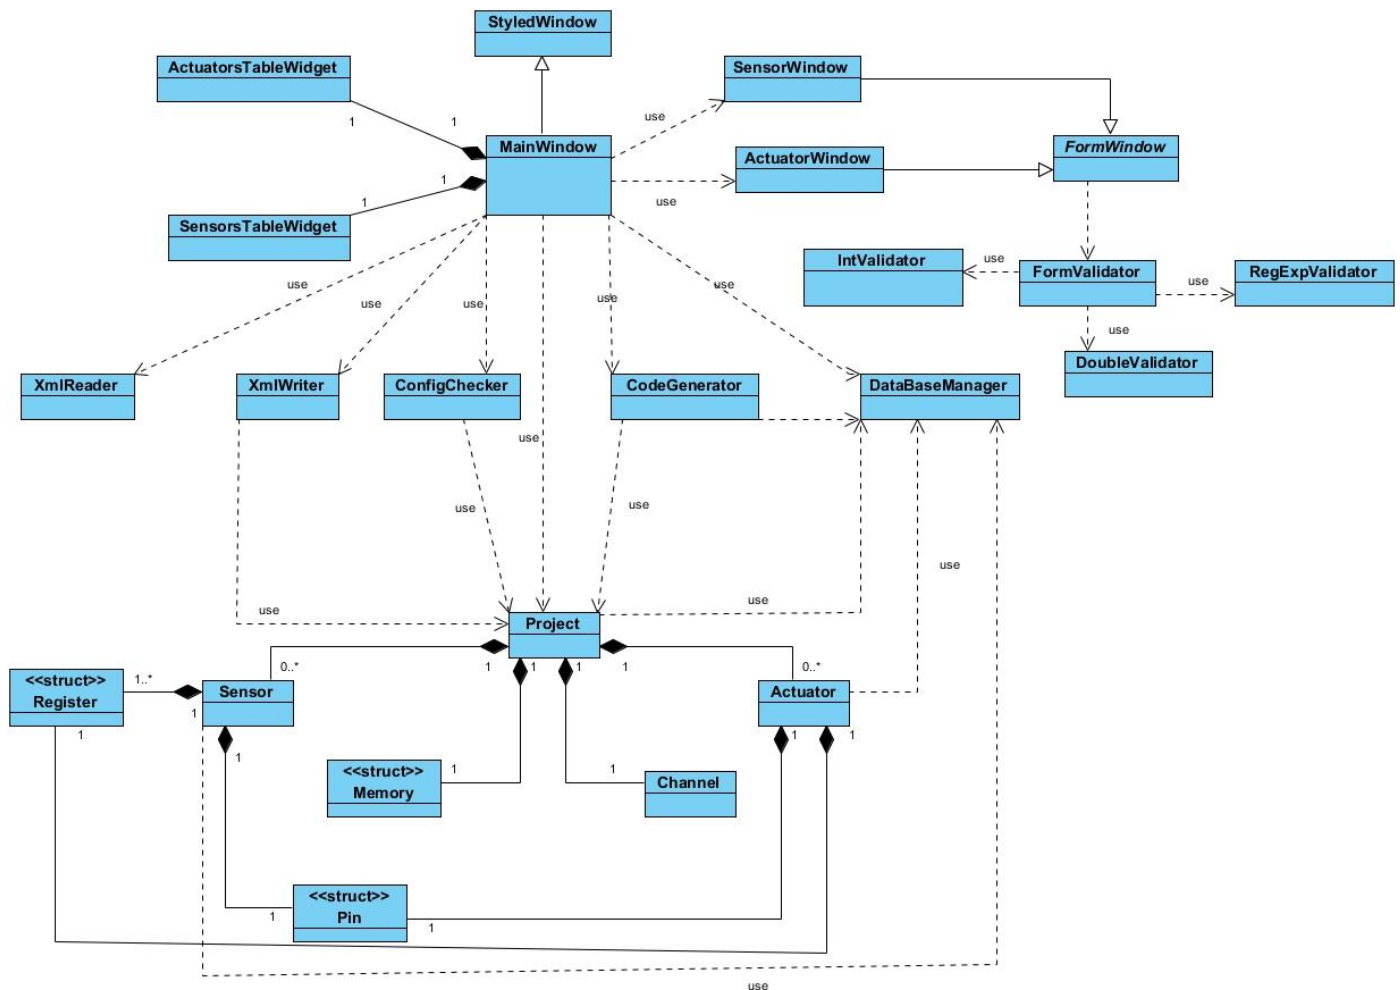 StyledWindow
ActuatorsTableWidget
SensorWindow
use
1
1
MainWindow
FormWindow
ActuatorWindow
1
use
1
SensorsTableWidget
IntValidator
use
FormValidator
RegExpValidator
use
use
use
use
use
use
use
use
DoubleValidator
XmlReader
XmlWriter
ConfigChecker
CodeGenerator
DataBaseManager
use
use
use
use
use
use
Project
0..*
1
1
1
1
0..*
<<struct>>
Register
1..*
Sensor
Actuator
1
1
1
1
1
<<struct>>
Memory
1
1
Channel
<<struct>>
Pin
1
1
use